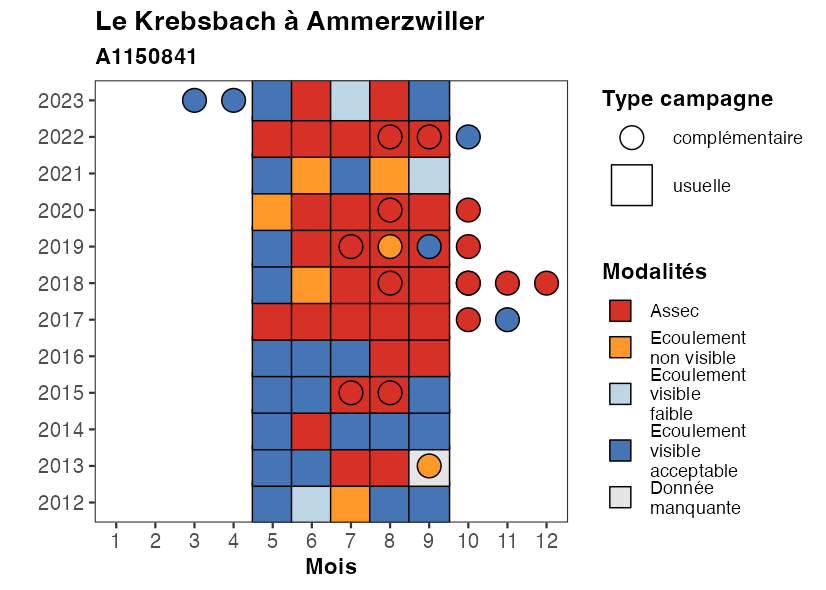 Le Krebsbach à Ammerzwiller
A1150841
2023
2022
2021
2020
2019
2018
2017
2016
2015
2014
2013
2012
1 2 3 4 5 6 7 8 9 10 11 12
Mois
Type campagne
complémentaire
usuelle
Modalités
Assec
Ecoulement
non visible
Ecoulement
visible
faible
Ecoulement
visible
acceptable
Donnée
manquante